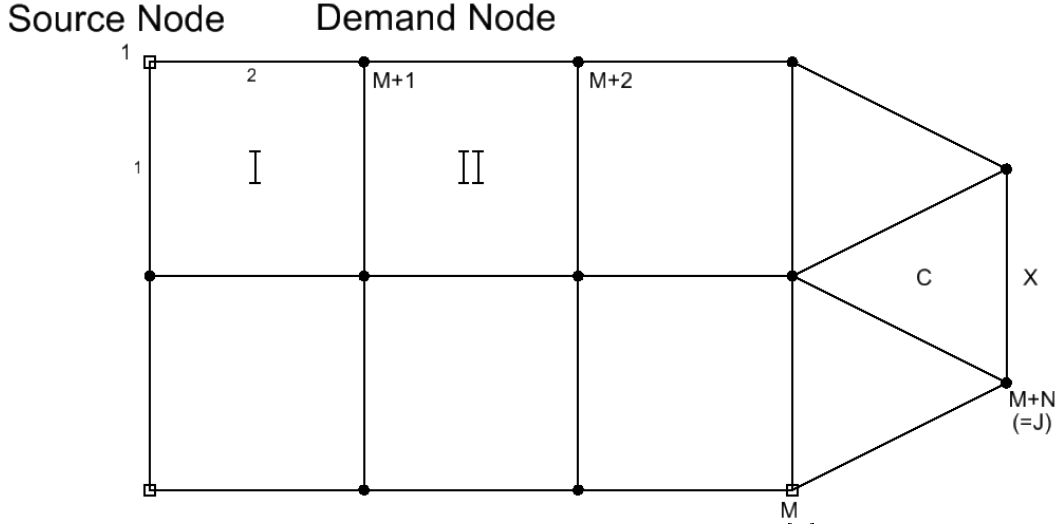 Source Node
Demand Node
1
2
M+1
M+2
1
I
II
C
X
M+N
(=J)
M